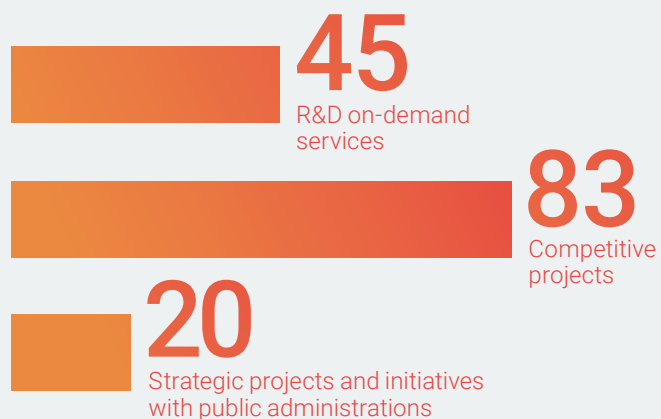 45
R&D on-demand
services
83
Competitive
projects
20
Strategic projects and initiatives
with public administrations